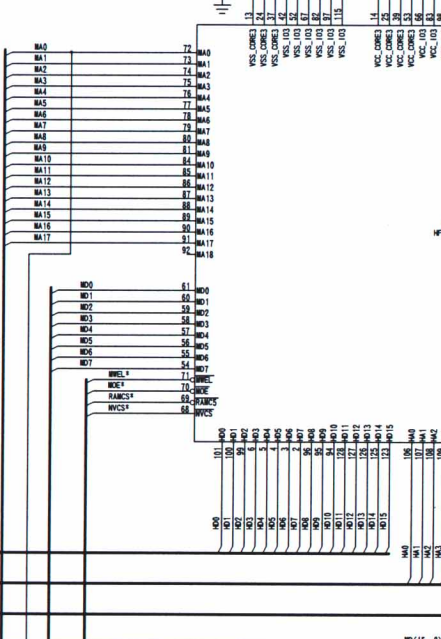 13 24 37 42 52 67 82 97 115 14 25 39 53 66 83
VSS_CORE3 VSS_CORE3 VSS_CORE3 VSS_IO3 VSS_IO3 VSS_IO3 VSS_IO3 VSS_IO3 VSS_IO3 VCC_CORE3 VCC_CORE3 VCC_CORE3 VCC_CORE3 VCC_IO3 VCC_IO3
MA0 72 MA0
MA1 73 MA1
MA2 74 MA2
MA3 75 MA3
MA4 76 MA4
MA5 77 MA5
MA6 78 MA6
MA7 79 MA7
MA8 80 MA8
MA9 81 MA9
MA10 84 MA10
MA11 85 MA11
MA12 86 MA12
MA13 87 MA13
MA14 88 MA14
MA15 89 MA15
MA16 90 MA16
MA17 91 MA17
92 MA18
HF
MD0 61 MD0
MD1 60 MD1
MD2 59 MD2
MD3 58 MD3
MD4 57 MD4
MD5 56 MD5
MD6 55 MD6
MD7 54 MD7
MWEL* 71 MWEL
MOE* 70 MOE
RAMCS* 69 RAMCS
NVCS* 68 NVCS
HD0 HD1 HD2 HD3 HD4 HD5 HD6 HD7 HD8 HD9 HD10 HD11 HD12 HD13 HD14 HD15 HA0 HA1 HA2
101 100 99 6 5 4 3 2 96 95 94 128 127 126 125 123 106 107 108 109
HD0 HD1 HD2 HD3 HD4 HD5 HD6 HD7 HD8 HD9 HD10 HD11 HD12 HD13 HD14 HD15 HA0 HA1 HA2 HA3